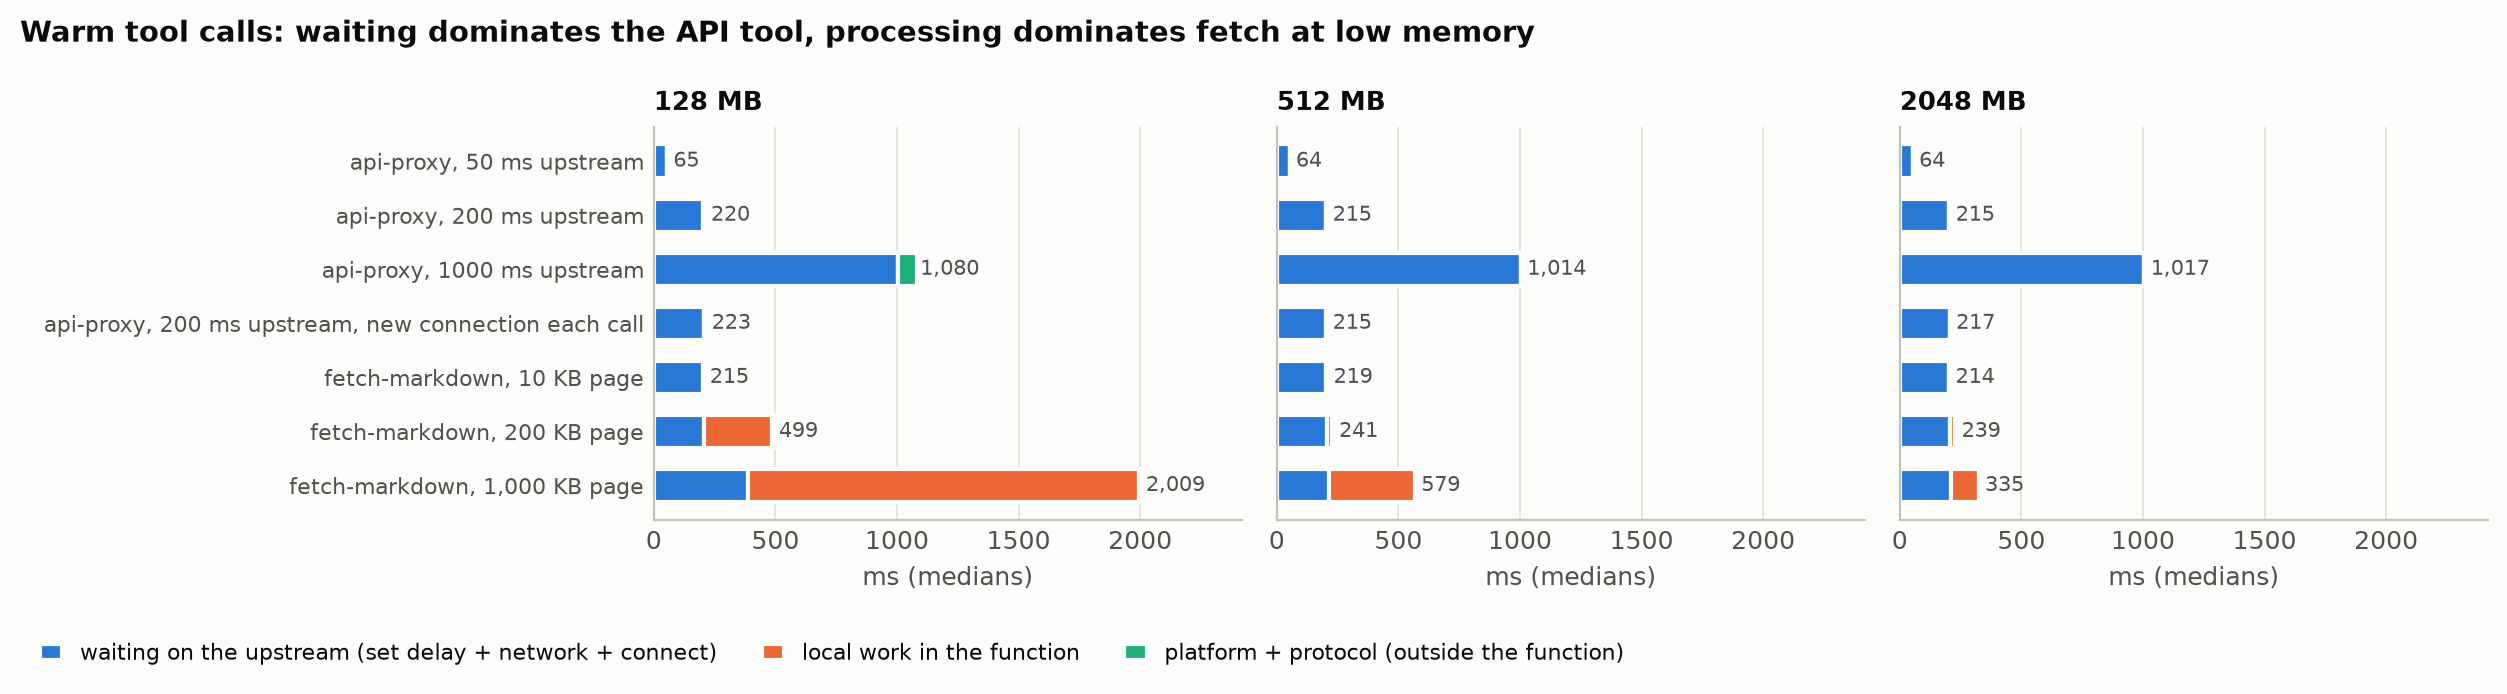 Warm tool calls: waiting dominates the API tool, processing dominates fetch at low memory
128 MB
512 MB
2048 MB
api-proxy, 50 ms upstream
65
64
64
api-proxy, 200 ms upstream
220
215
215
api-proxy, 1000 ms upstream
1,080
1,014
1,017
api-proxy, 200 ms upstream, new connection each call
223
215
217
fetch-markdown, 10 KB page
215
219
214
fetch-markdown, 200 KB page
499
241
239
fetch-markdown, 1,000 KB page
2,009
579
335
0 500 1000 1500 2000
0 500 1000 1500 2000
0 500 1000 1500 2000
ms (medians)
ms (medians)
ms (medians)
waiting on the upstream (set delay + network + connect)
local work in the function
platform + protocol (outside the function)